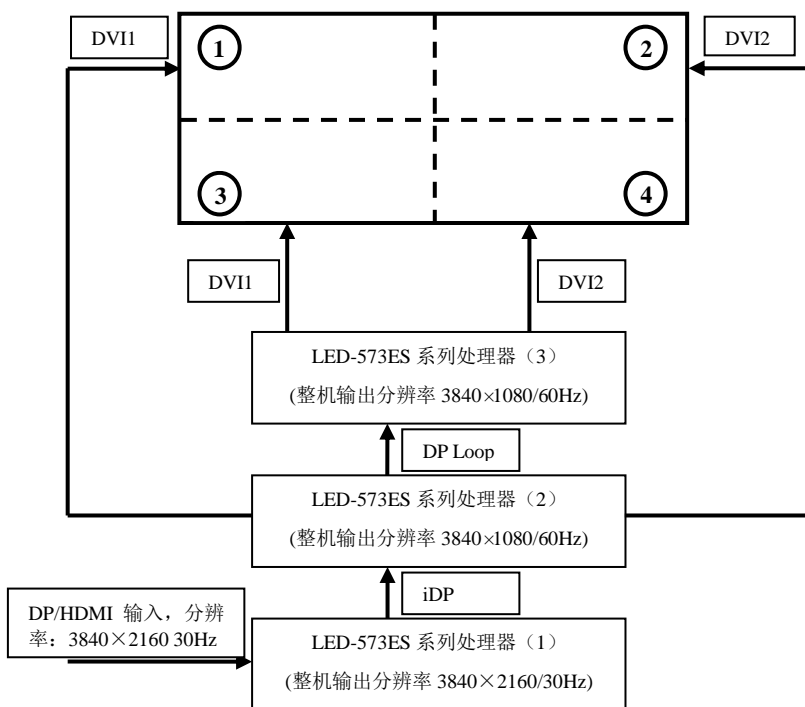 DVI1
①
②
DVI2
③
④
DVI1
DVI2
LED-573ES 系列处理器（3）
(整机输出分辨率 3840×1080/60Hz)
DP Loop
LED-573ES 系列处理器（2）
(整机输出分辨率 3840×1080/60Hz)
iDP
DP/HDMI 输入，分辨
率：3840×2160 30Hz
LED-573ES 系列处理器（1）
(整机输出分辨率 3840×2160/30Hz）